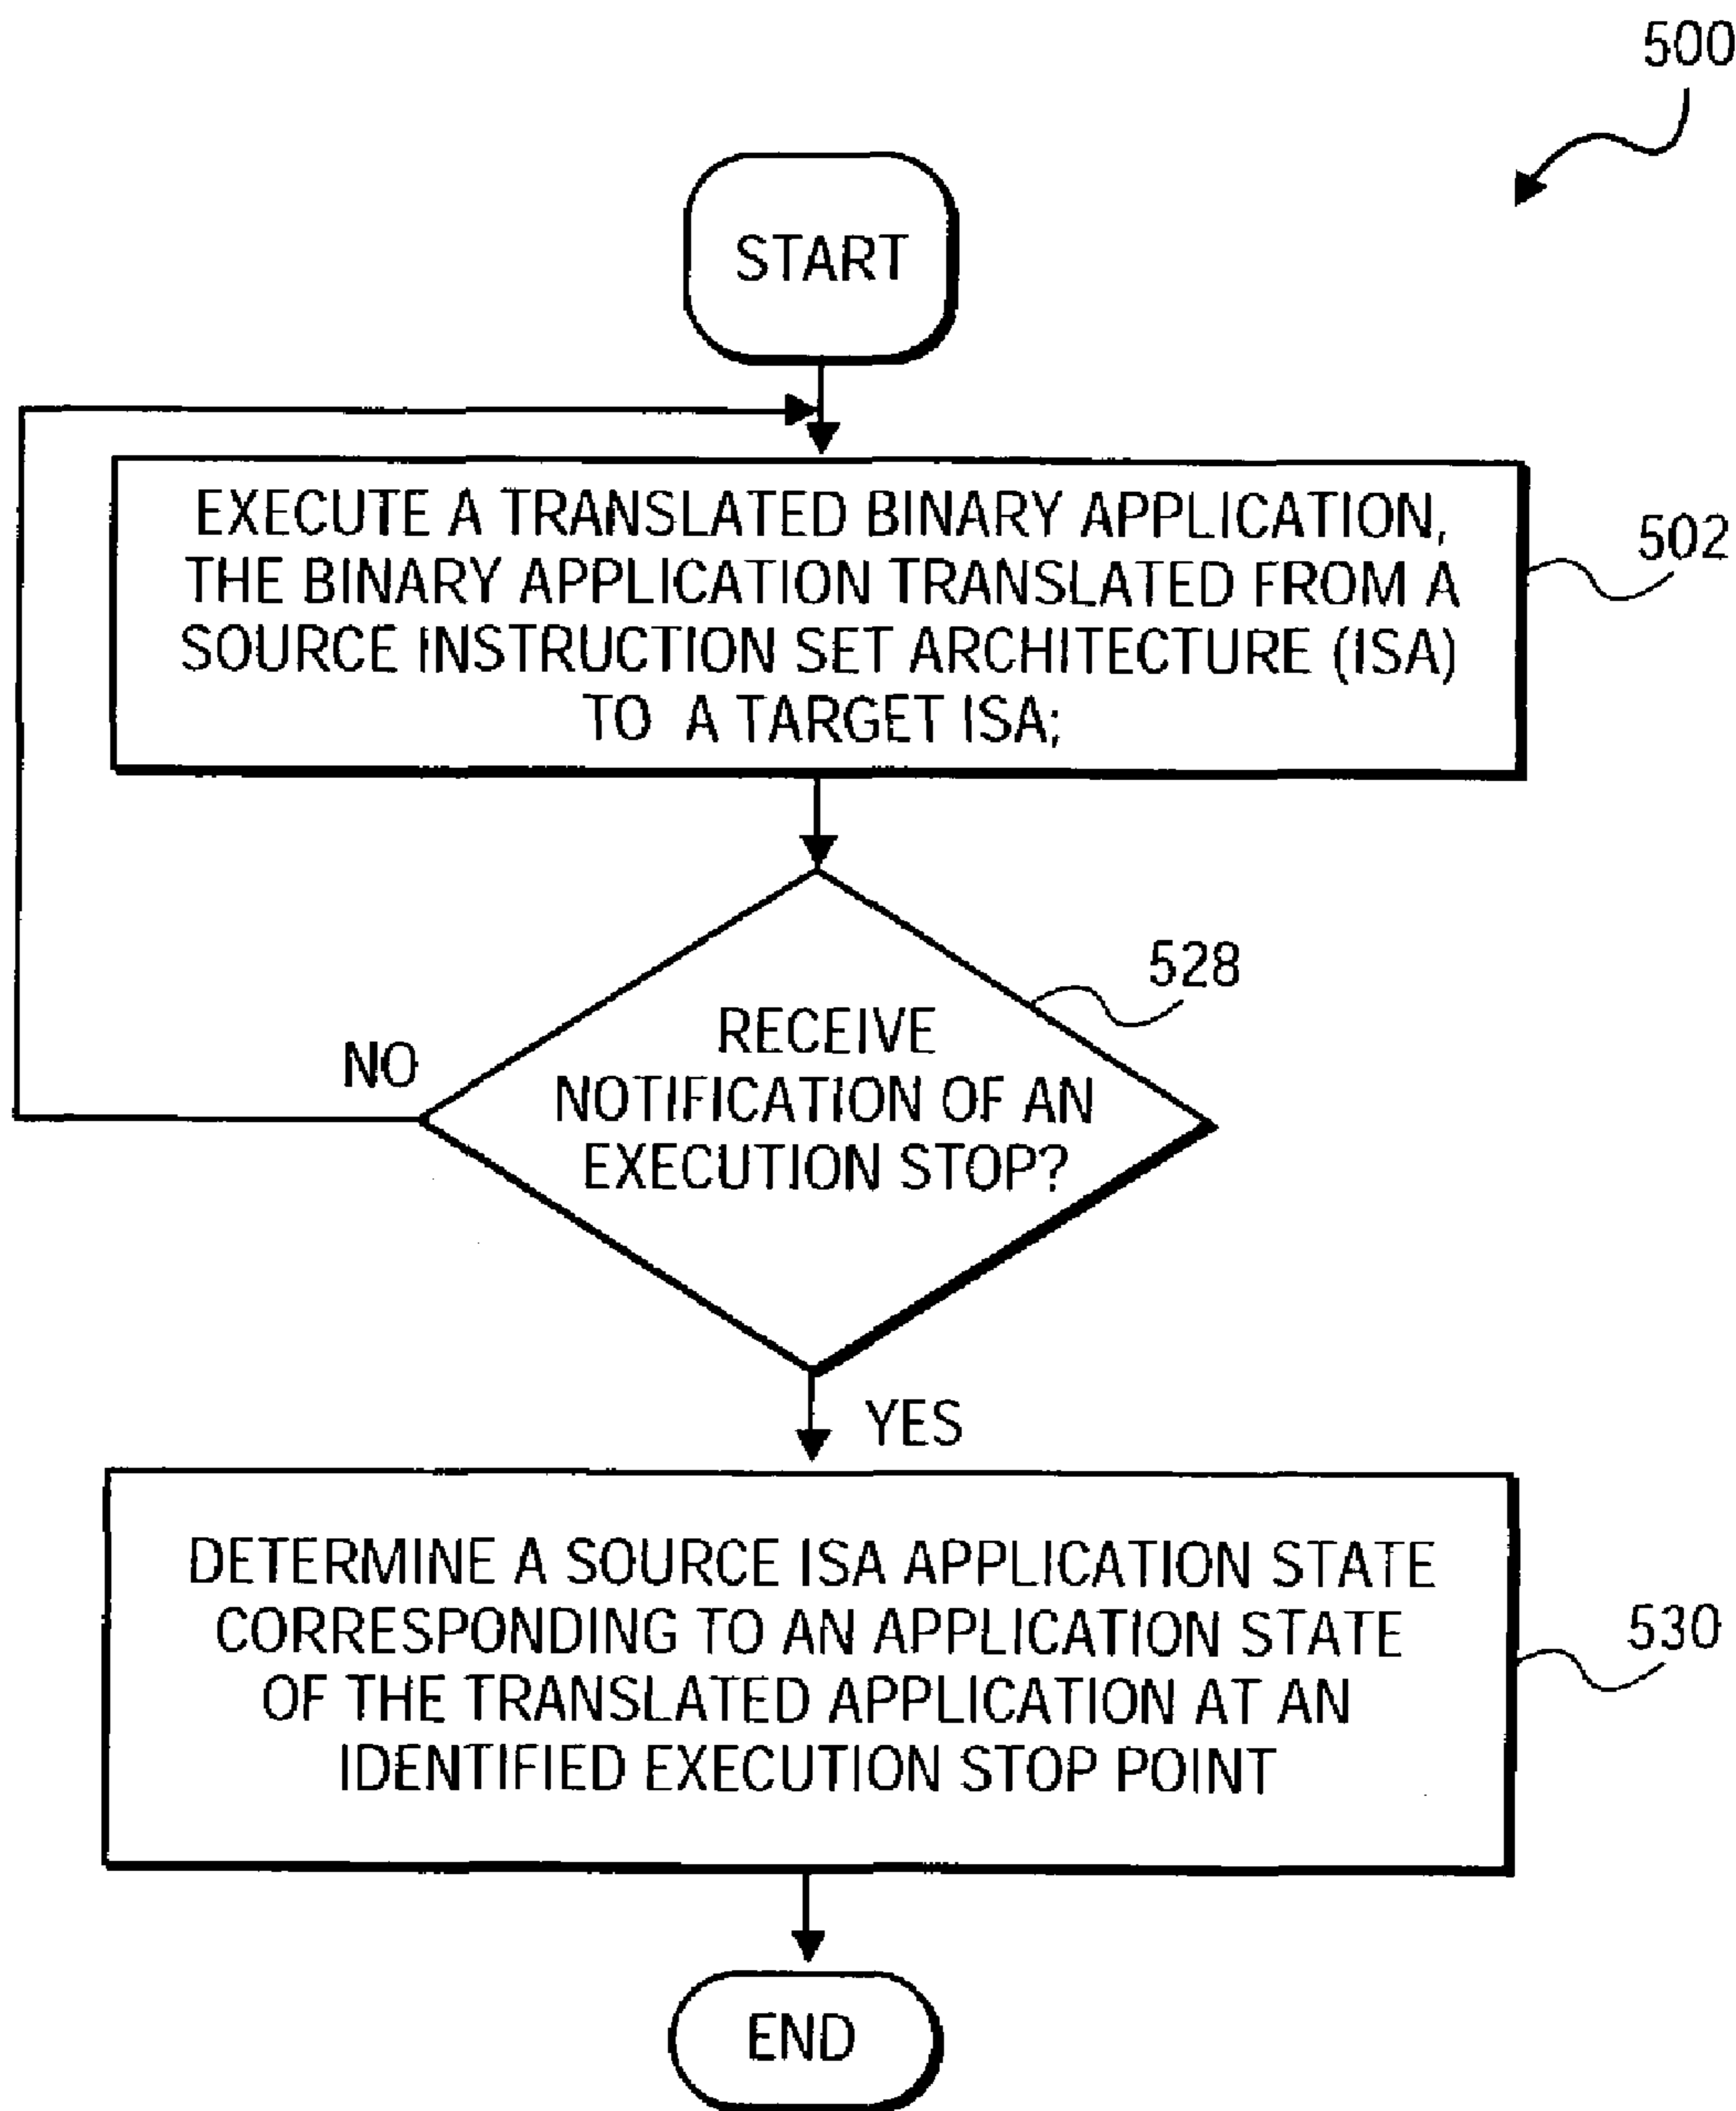 500
START
EXECUTE A TRANSLATED BINARY APPLICATION,
THE BINARY APPLICATION TRANSLATED FROM A
SOURCE INSTRUCTION SET ARCHITECTURE (ISA)
TO A TARGET ISA;
502
528
RECEIVE
NOTIFICATION OF AN
EXECUTION STOP?
NO
YES
DETERMINE A SOURCE ISA APPLICATION STATE
CORRESPONDING TO AN APPLICATION STATE
OF THE TRANSLATED APPLICATION AT AN
IDENTIFIED EXECUTION STOP POINT
530
END